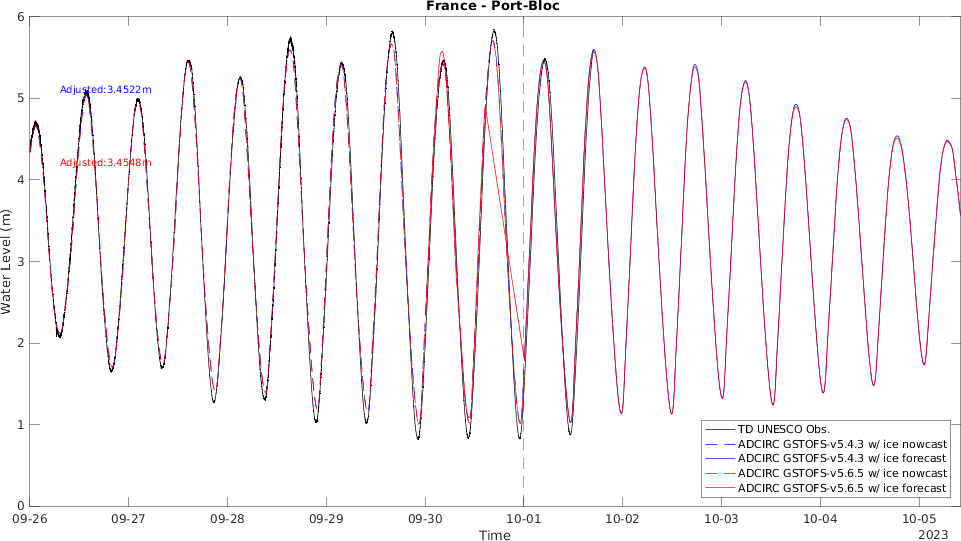 France - Port-Bloc
6
5
4
3
2
1
0
Water Level (m)
Adjusted:3.4522m
Adjusted:3.4548m
TD UNESCO Obs.
ADCIRC GSTOFS-v5.4.3 w/ ice nowcast
ADCIRC GSTOFS-v5.4.3 w/ ice forecast
ADCIRC GSTOFS-v5.6.5 w/ ice nowcast
ADCIRC GSTOFS-v5.6.5 w/ ice forecast
09-26 09-27 09-28 09-29 09-30 10-01 10-02 10-03 10-04 10-05
Time
2023